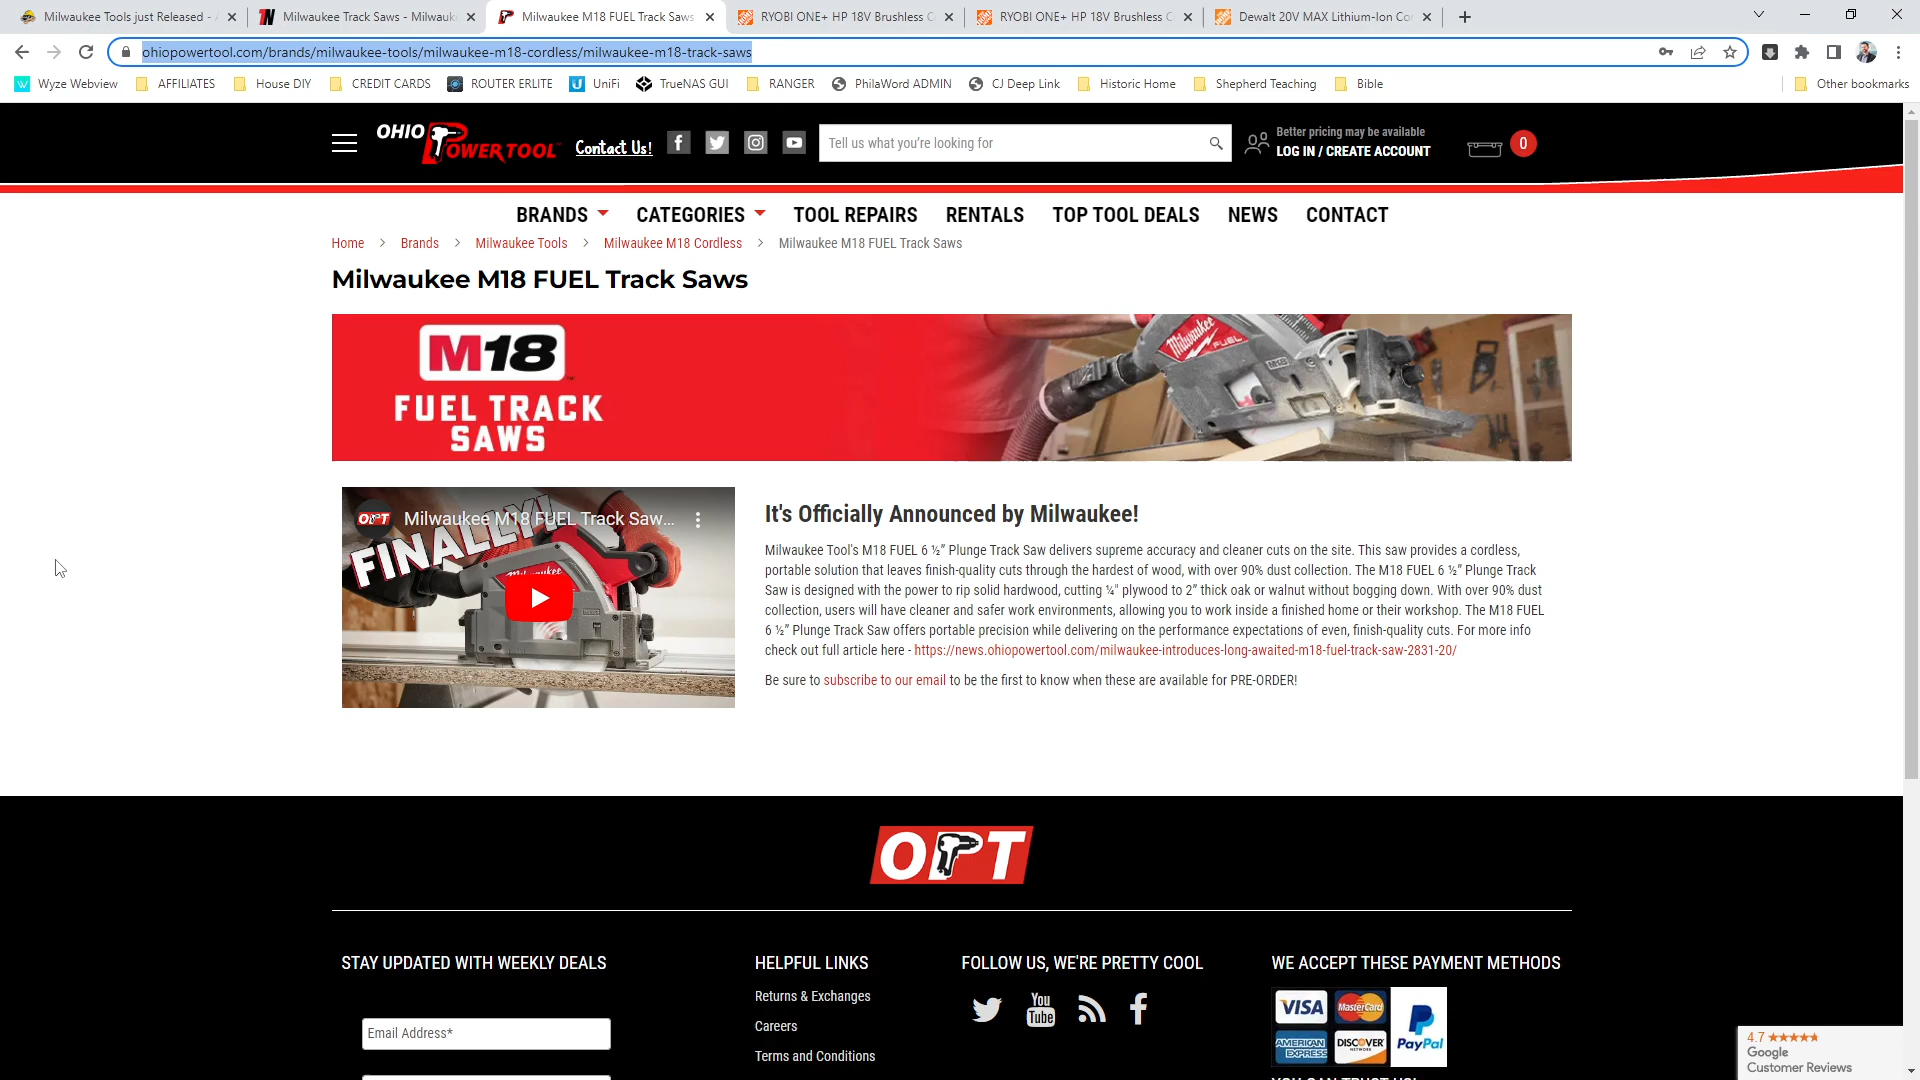 Milwaukee Tools just Released -
Milwaukee Track Saws - Milwauk
Milwaukee M18 FUEL Track Saws
RYOBI ONE+ HP 18V Brushless C
RYOBI ONE+ HP 18V Brushless C
Dewalt 20V MAX Lithium-Ion Cor
ohiopowertool.com/brands/milwaukee-tools/milwaukee-m18-cordless/milwaukee-m18-track-saws
Wyze Webview
AFFILIATES
House DIY
CREDIT CARDS
ROUTER ERLITE
UniFi
TrueNAS GUI
RANGER
PhilaWord ADMIN
CJ Deep Link
Historic Home
Shepherd Teaching
Bible
Other bookmarks
OHIO POWER TOOL
Contact Us!
Tell us what you're looking for
Better pricing may be available
LOG IN / CREATE ACCOUNT
0
BRANDS CATEGORIES TOOL REPAIRS RENTALS TOP TOOL DEALS NEWS CONTACT
Home > Brands > Milwaukee Tools > Milwaukee M18 Cordless > Milwaukee M18 FUEL Track Saws
Milwaukee M18 FUEL Track Saws
M18
FUEL TRACK
SAWS
Milwaukee
FUEL
M18
OPT
Milwaukee M18 FUEL Track Saw...
FINALLY!
Milwaukee
It's Officially Announced by Milwaukee!
Milwaukee Tool's M18 FUEL 6 ½” Plunge Track Saw delivers supreme accuracy and cleaner cuts on the site. This saw provides a cordless,
portable solution that leaves finish-quality cuts through the hardest of wood, with over 90% dust collection. The M18 FUEL 6 ½” Plunge Track
Saw is designed with the power to rip solid hardwood, cutting ¼" plywood to 2” thick oak or walnut without bogging down. With over 90% dust
collection, users will have cleaner and safer work environments, allowing you to work inside a finished home or their workshop. The M18 FUEL
6 ½” Plunge Track Saw offers portable precision while delivering on the performance expectations of even, finish-quality cuts. For more info
check out full article here - https://news.ohiopowertool.com/milwaukee-introduces-long-awaited-m18-fuel-track-saw-2831-20/
Be sure to subscribe to our email to be the first to know when these are available for PRE-ORDER!
OPT
STAY UPDATED WITH WEEKLY DEALS
Email Address*
HELPFUL LINKS
Returns & Exchanges
Careers
Terms and Conditions
FOLLOW US, WE'RE PRETTY COOL
You
Tube
WE ACCEPT THESE PAYMENT METHODS
VISA
MasterCard
AMERICAN EXPRESS
DISCOVER
NETWORK
PayPal
YOU CAN TRUST US!
4.7
Google
Customer Reviews